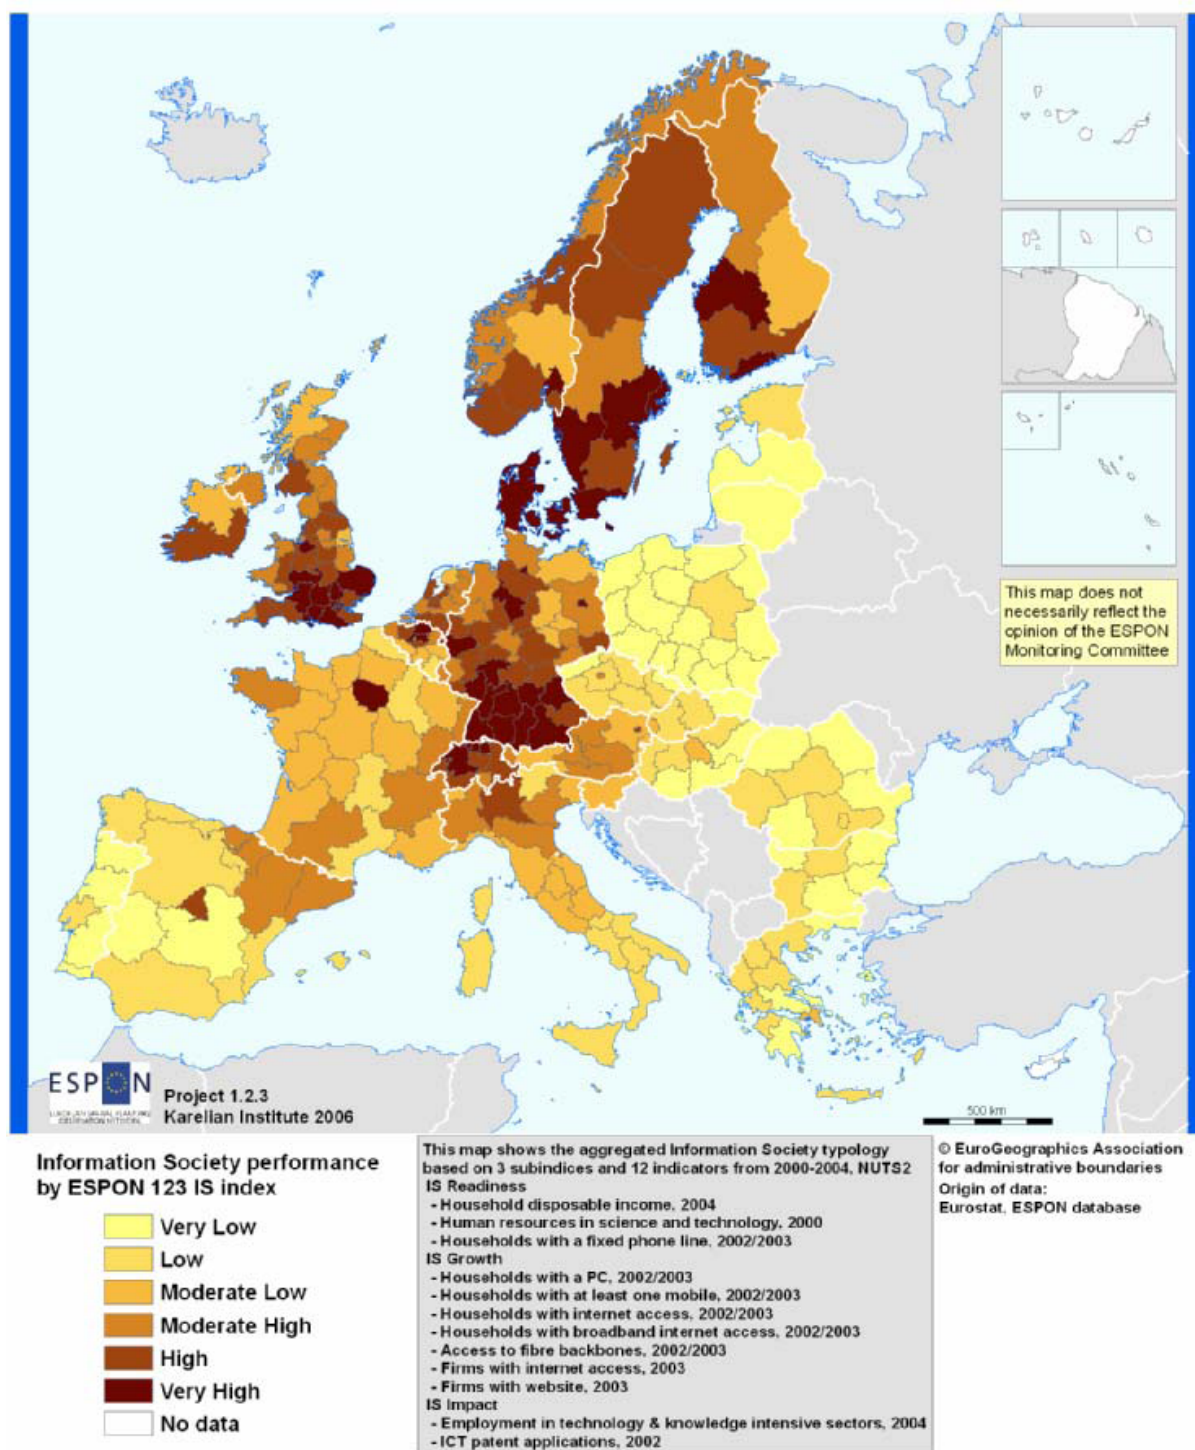 This map does not
necessarily reflect the
opinion of the ESPON
Monitoring Committee
ESPON
Project 1.2.3
Karelian Institute 2006
500 km
Information Society performance
by ESPON 123 IS index
Very Low
Low
Moderate Low
Moderate High
High
Very High
No data
This map shows the aggregated Information Society typology
based on 3 subindices and 12 indicators from 2000-2004, NUTS2
IS Readiness
- Household disposable income, 2004
- Human resources in science and technology, 2000
- Households with a fixed phone line, 2002/2003
IS Growth
- Households with a PC, 2002/2003
- Households with at least one mobile, 2002/2003
- Households with internet access, 2002/2003
- Households with broadband internet access, 2002/2003
- Access to fibre backbones, 2002/2003
- Firms with internet access, 2003
- Firms with website, 2003
IS Impact
- Employment in technology & knowledge intensive sectors, 2004
- ICT patent applications, 2002
© EuroGeographics Association
for administrative boundaries
Origin of data:
Eurostat, ESPON database